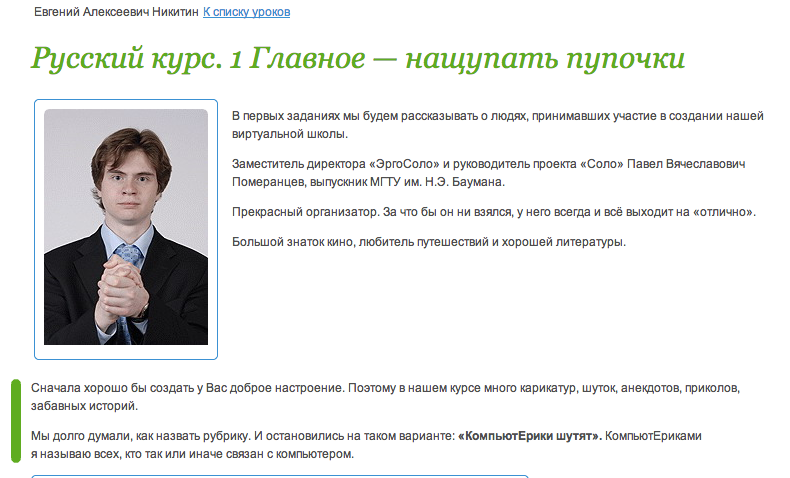 Евгений Алексеевич Никитин К списку уроков
Русский курс. 1 Главное — нащупать пупочки
В первых заданиях мы будем рассказывать о людях, принимавших участие в создании нашей
виртуальной школы.
Заместитель директора «ЭргоСоло» и руководитель проекта «Соло» Павел Вячеславович
Померанцев, выпускник МГТУ им. Н.Э. Баумана.
Прекрасный организатор. За что бы он ни взялся, у него всегда и всё выходит на «отлично».
Большой знаток кино, любитель путешествий и хорошей литературы.
Сначала хорошо бы создать у Вас доброе настроение. Поэтому в нашем курсе много карикатур, шуток, анекдотов, приколов,
забавных историй.
Мы долго думали, как назвать рубрику. И остановились на таком варианте: «КомпьютЕрики шутят». КомпьютЕриками
я называю всех, кто так или иначе связан с компьютером.